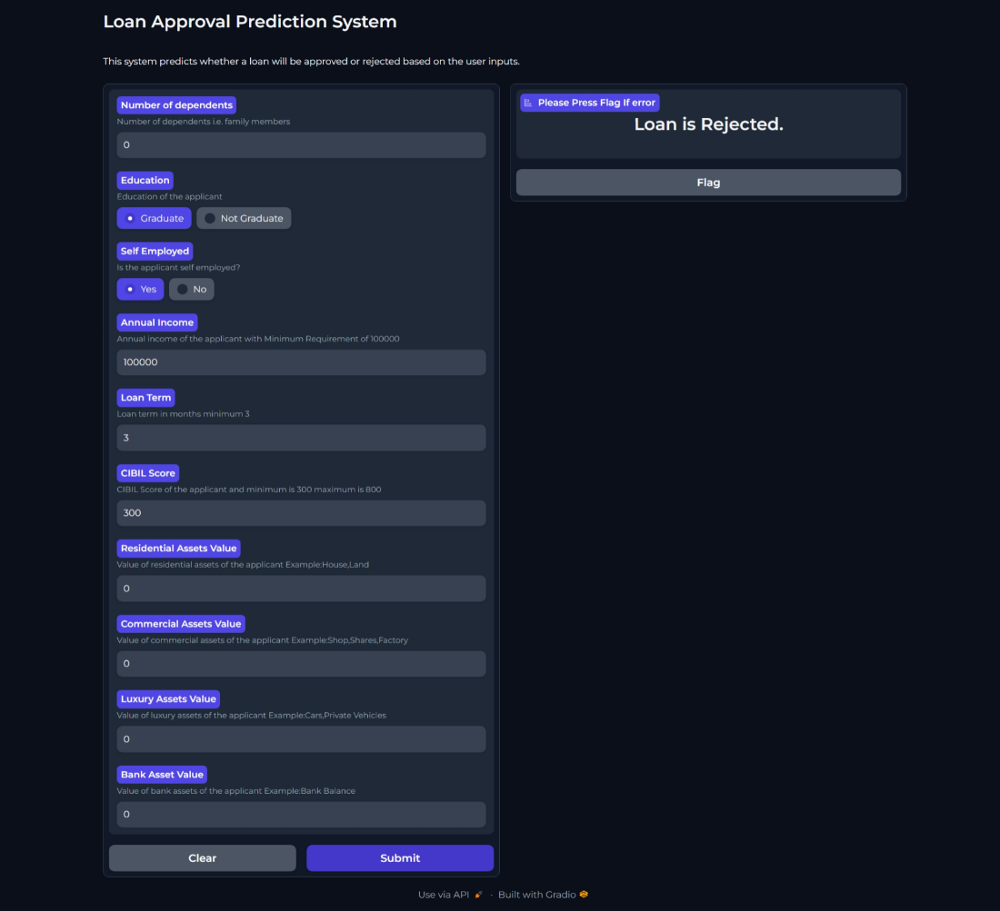 Loan Approval Prediction System
This system predicts whether a loan will be approved or rejected based on the user inputs.
Number of dependents
Number of dependents i.e. family members
0
Education
Education of the applicant
Graduate
Not Graduate
Self Employed
Is the applicant self employed?
Yes
No
Annual Income
Annual income of the applicant with Minimum Requirement of 100000
100000
Loan Term
Loan term in months minimum 3
3
CIBIL Score
CIBIL Score of the applicant and minimum is 300 maximum is 800
300
Residential Assets Value
Value of residential assets of the applicant Example:House,Land
0
Commercial Assets Value
Value of commercial assets of the applicant Example:Shop,Shares,Factory
0
Luxury Assets Value
Value of luxury assets of the applicant Example:Cars,Private Vehicles
0
Bank Asset Value
Value of bank assets of the applicant Example:Bank Balance
0
Clear
Submit
Please Press Flag If error
Loan is Rejected.
Flag
Use via API · Built with Gradio